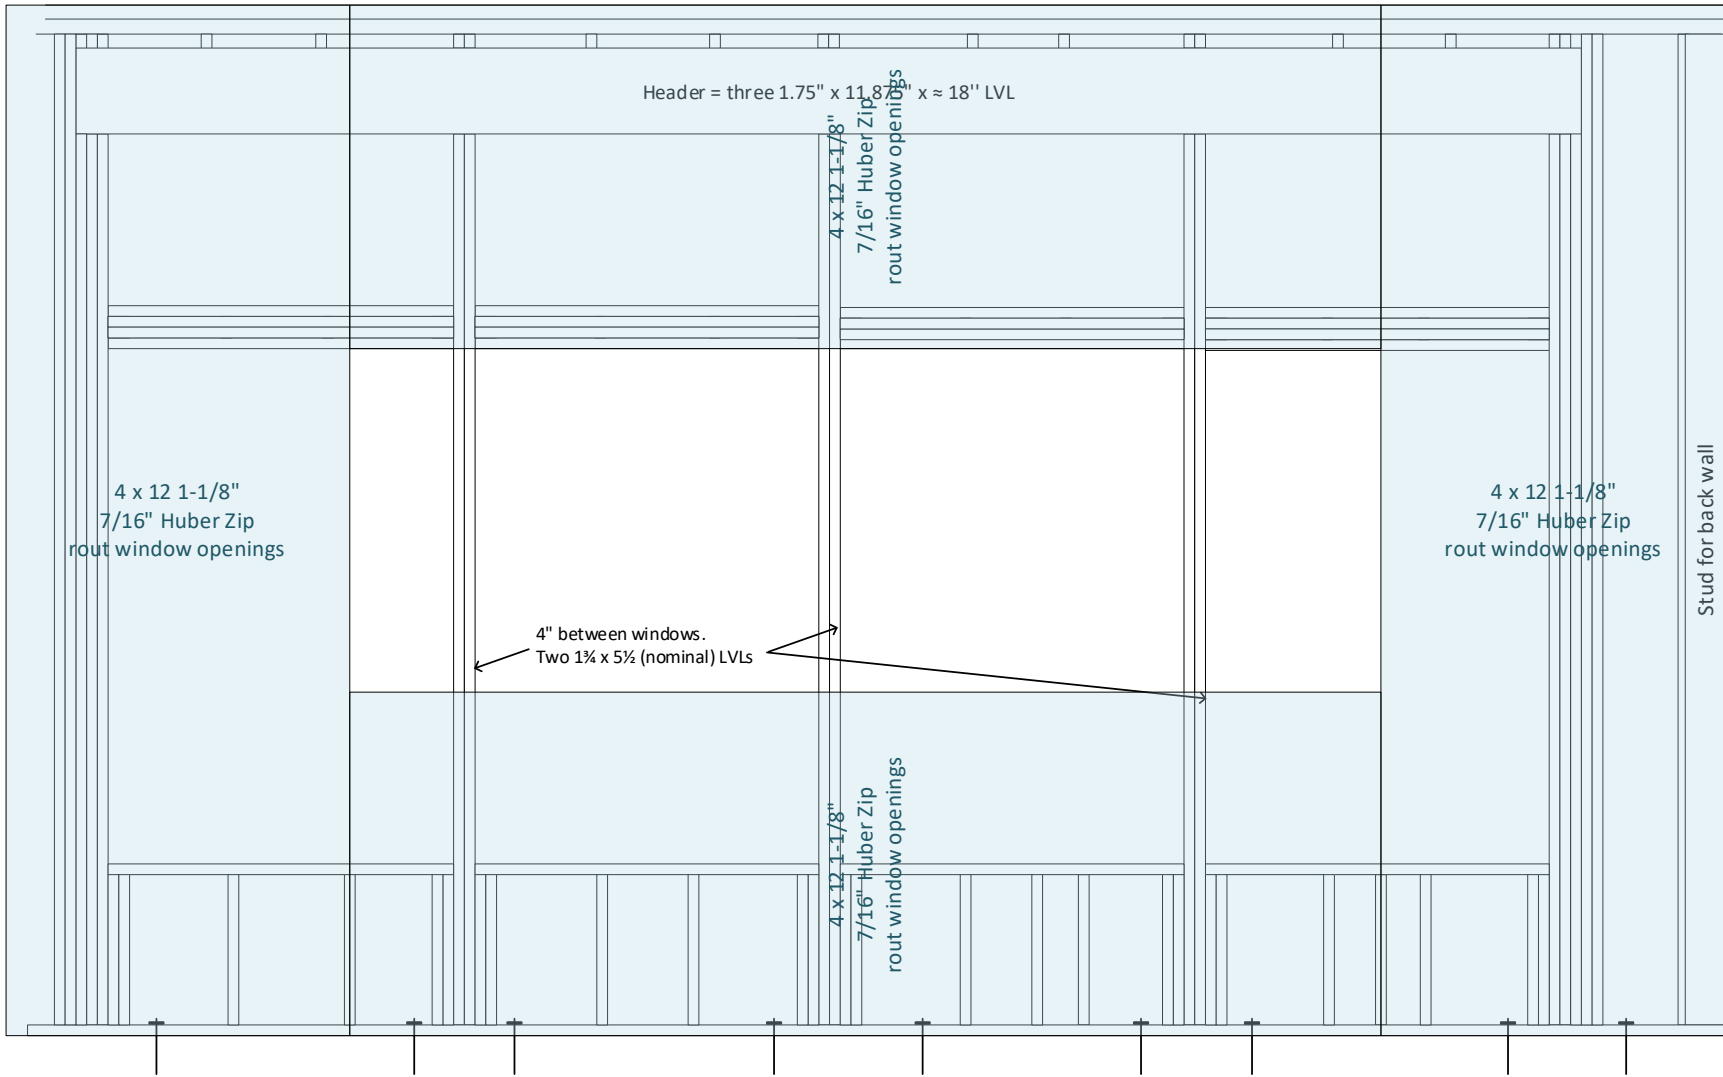 Header = three 1.75" x 11.875" x ≈ 18'' LVL
4 x 12 1-1/8"
7/16" Huber Zip
rout window openings
4 x 12 1-1/8"
7/16" Huber Zip
rout window openings
4 x 12 1-1/8"
7/16" Huber Zip
rout window openings
Stud for back wall
4" between windows.
Two 1¾ x 5½ (nominal) LVLs
4 x 12 1-1/8"
7/16" Huber Zip
rout window openings